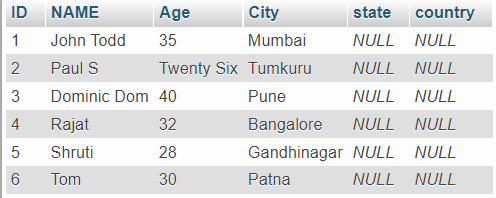 ID NAME Age City state country
1 John Todd 35 Mumbai NULL NULL
2 Paul S Twenty Six Tumkuru NULL NULL
3 Dominic Dom 40 Pune NULL NULL
4 Rajat 32 Bangalore NULL NULL
5 Shruti 28 Gandhinagar NULL NULL
6 Tom 30 Patna NULL NULL